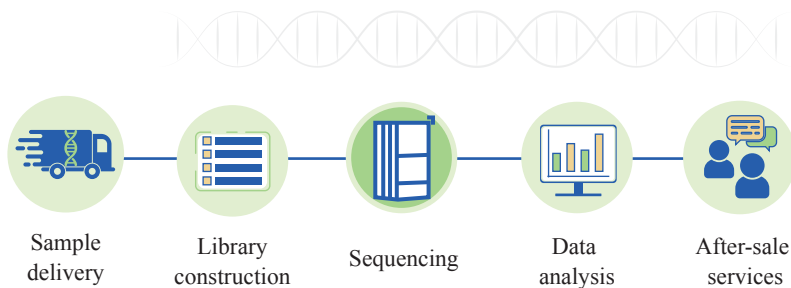 Sample
delivery
Library
construction
Sequencing
Data
analysis
After-sale
services